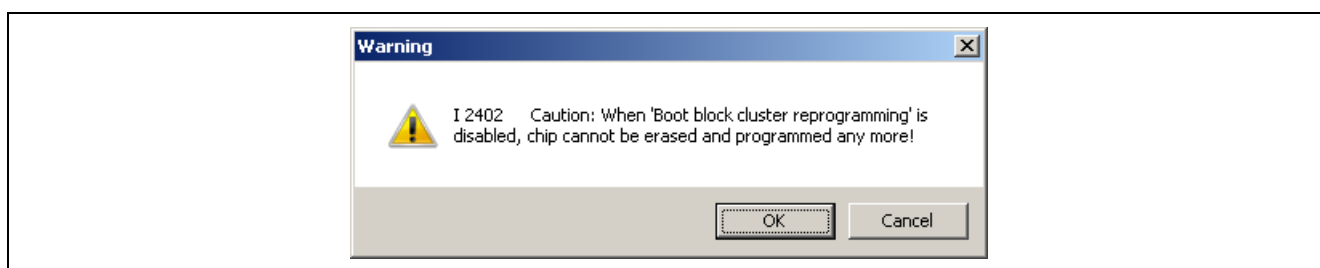 Warning
I 2402 Caution: When 'Boot block cluster reprogramming' is
disabled, chip cannot be erased and programmed any more!
OK Cancel